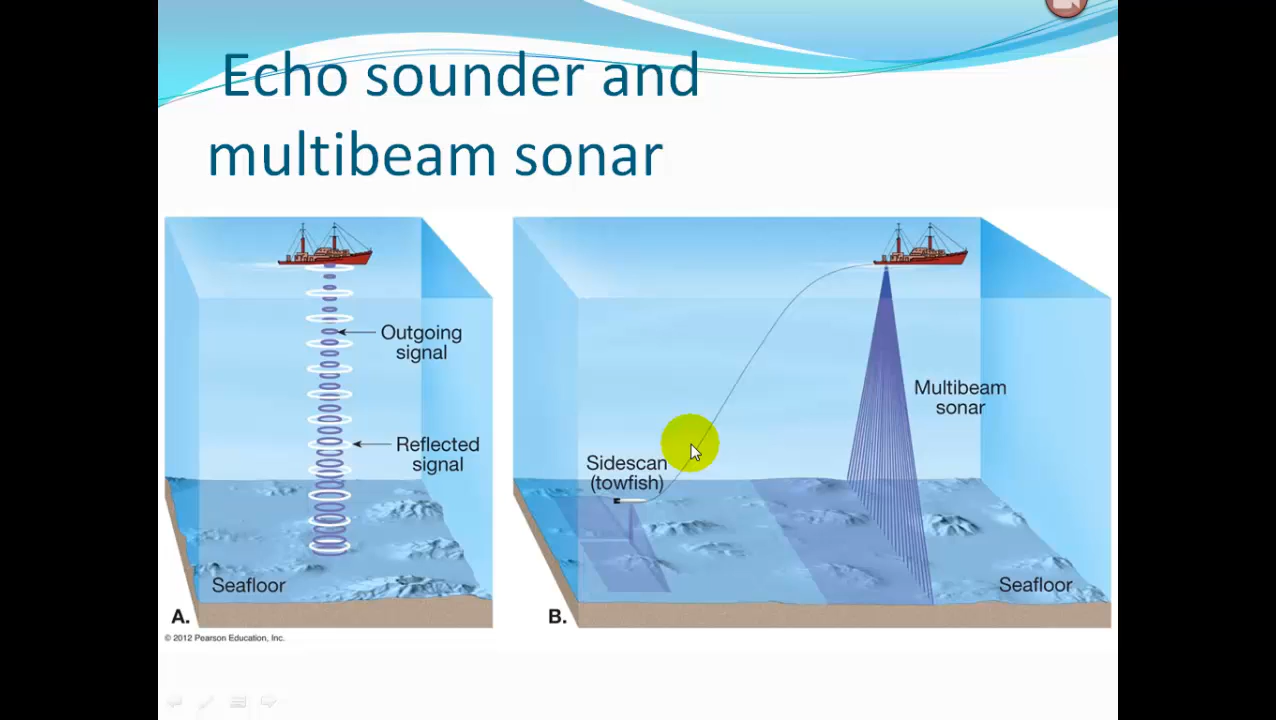 Echo sounder and
multibeam sonar
Outgoing
signal
Reflected
signal
Seafloor
A.
Multibeam
sonar
Sidescan
(towfish)
Seafloor
B.
© 2012 Pearson Education, Inc.